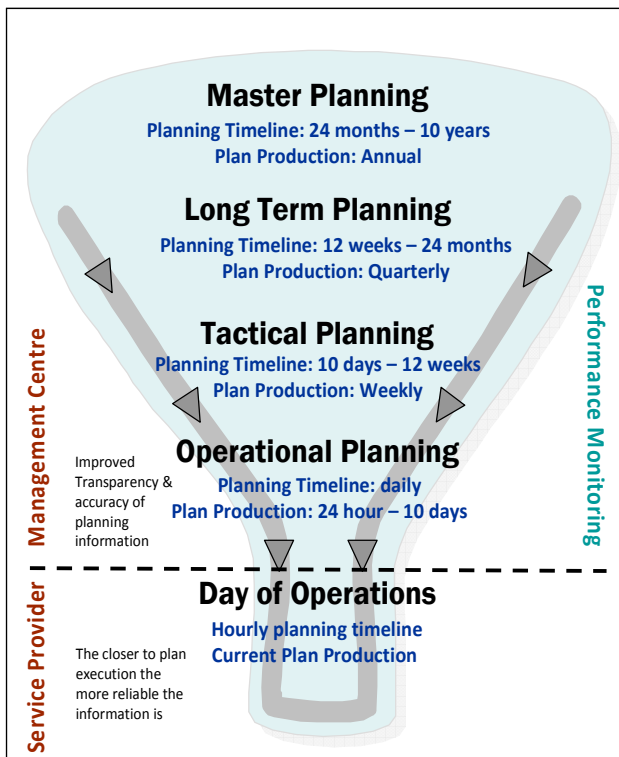 Master Planning
Planning Timeline: 24 months – 10 years
Plan Production: Annual
Long Term Planning
Planning Timeline: 12 weeks – 24 months
Plan Production: Quarterly
Tactical Planning
Planning Timeline: 10 days – 12 weeks
Plan Production: Weekly
Operational Planning
Planning Timeline: daily
Plan Production: 24 hour – 10 days
Improved
Transparency &
accuracy of
planning
information
Management Centre
Performance Monitoring
Day of Operations
Hourly planning timeline
Current Plan Production
The closer to plan
execution the
more reliable the
information is
Service Provider